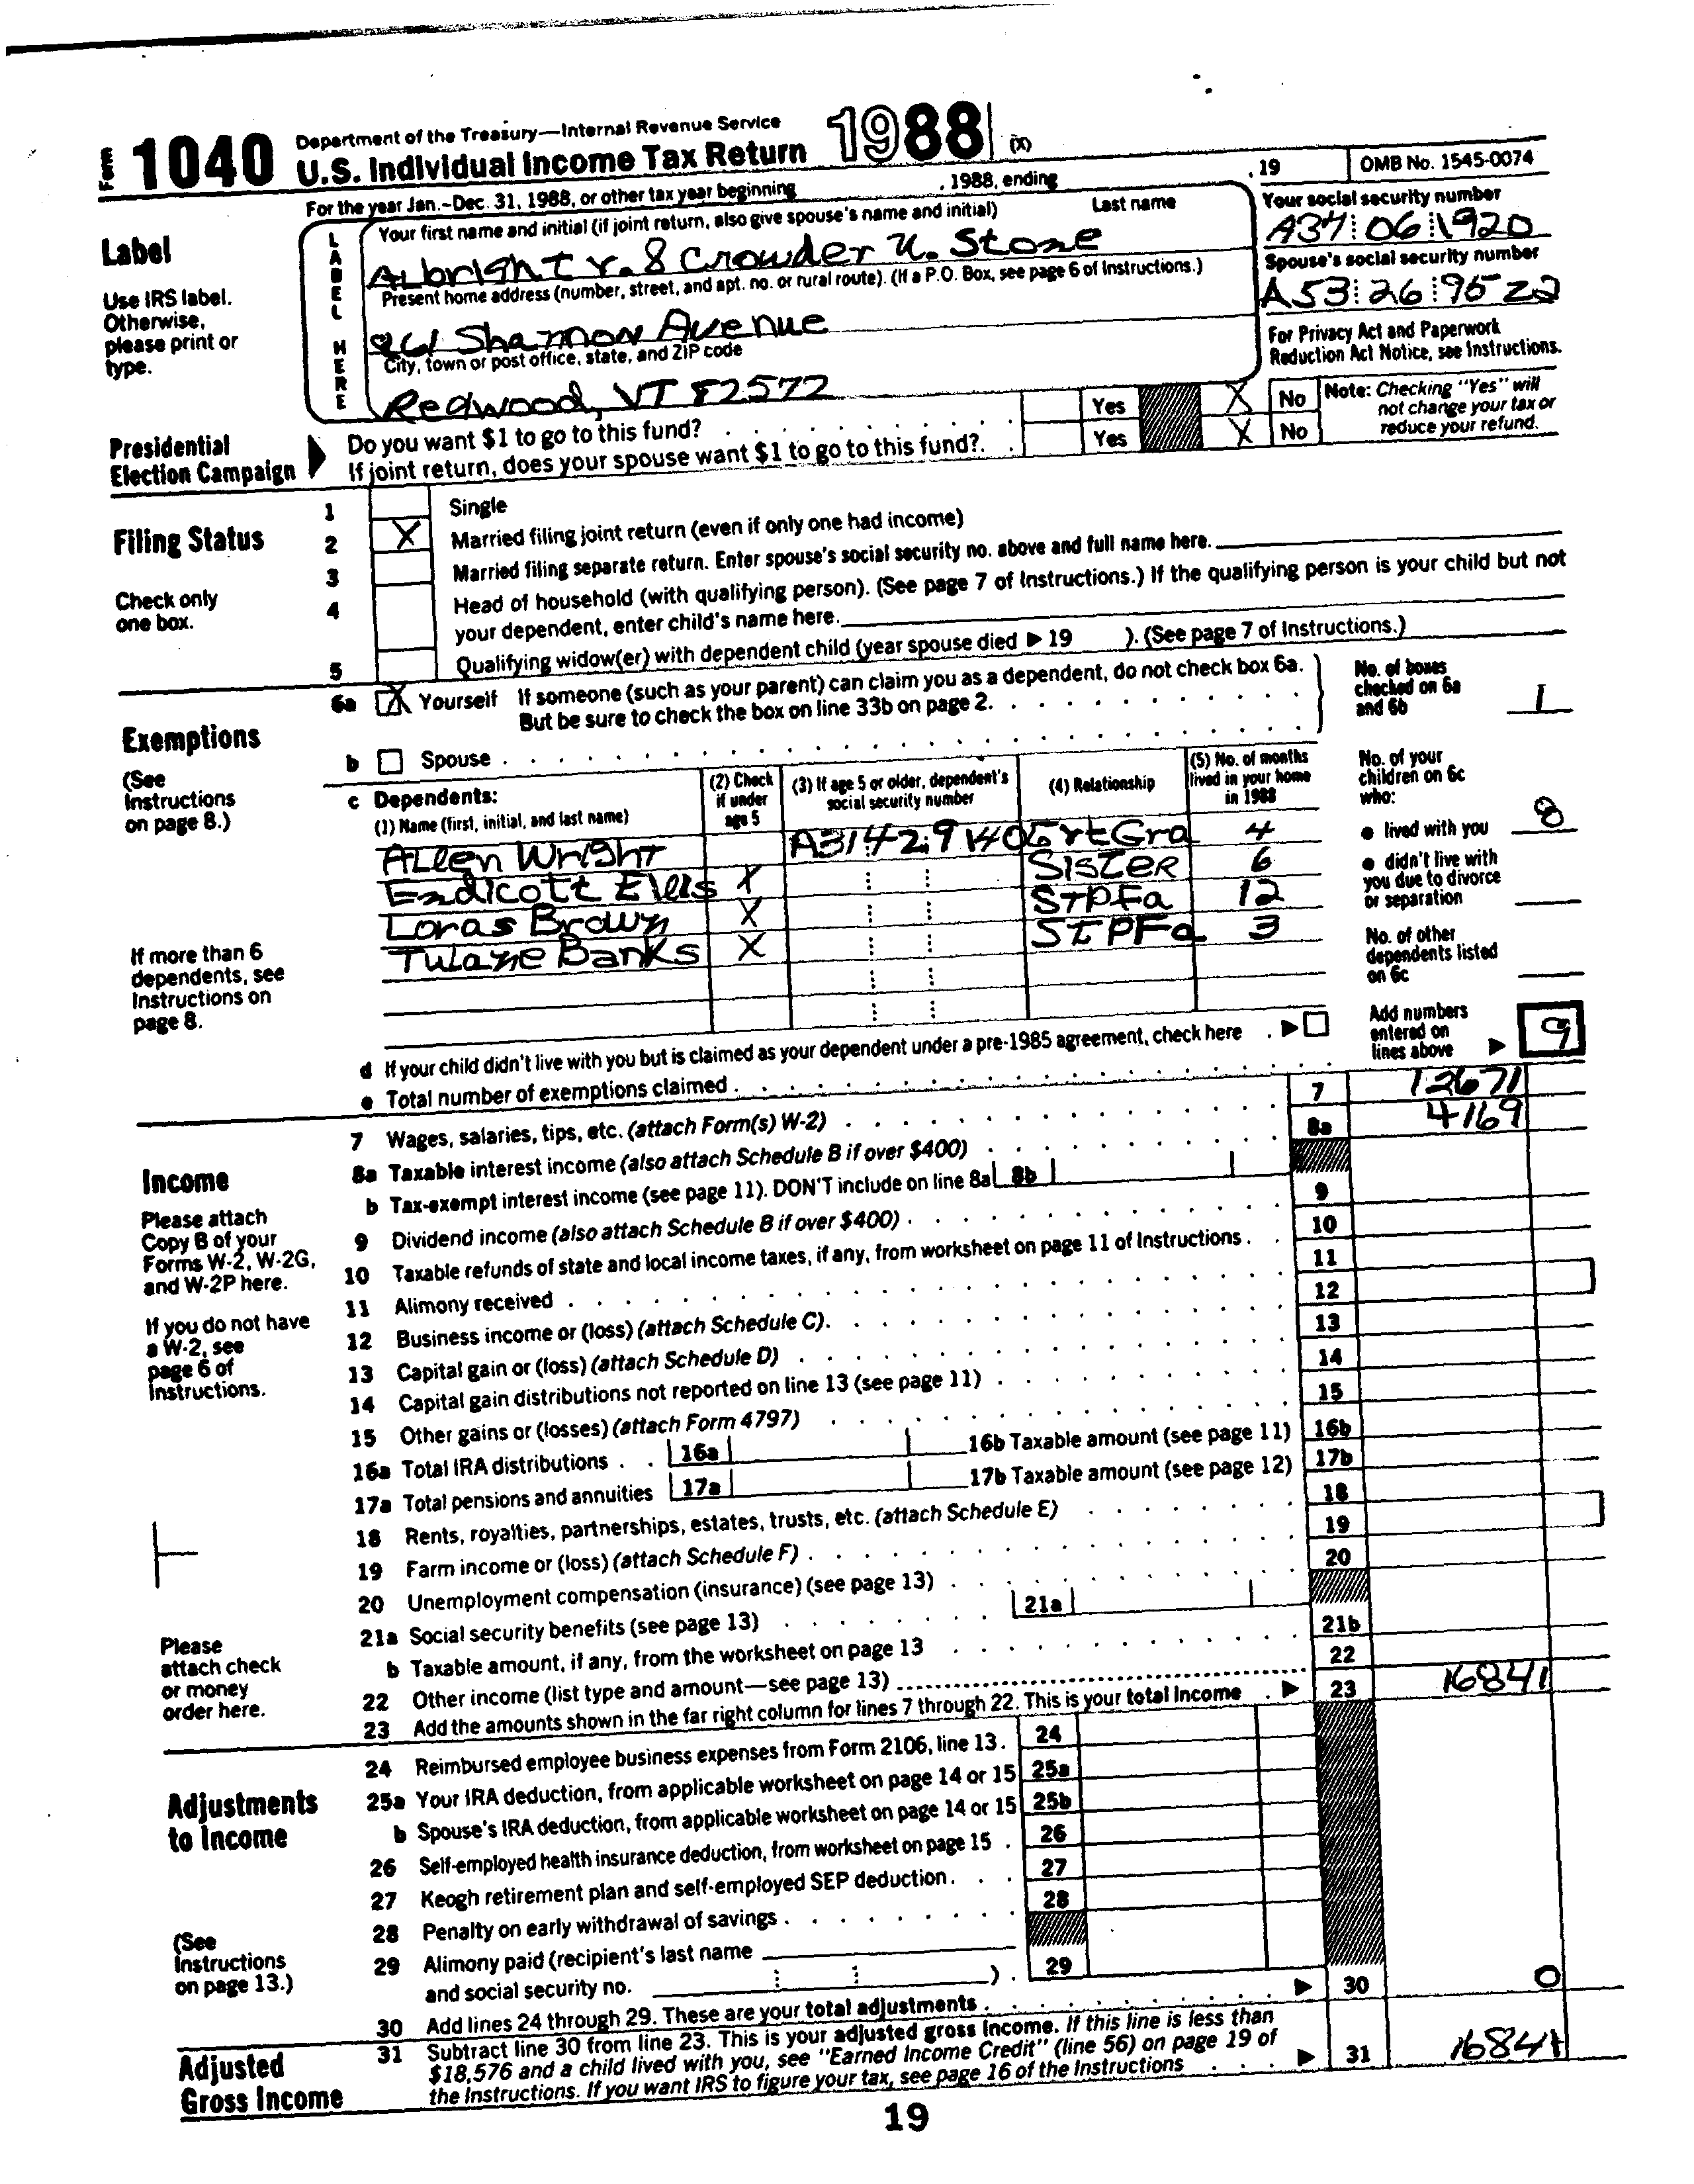 Form 1040 Department of the Treasury—Internal Revenue Service
U.S. Individual Income Tax Return 1988 (X)
For the year Jan.-Dec. 31, 1988, or other tax year beginning , 1988, ending , 19 OMB No. 1545-0074
Label
Use IRS label.
Otherwise,
please print or
type.
LABEL HERE
Your first name and initial (if joint return, also give spouse's name and initial) Last name
Albright Y. & Crowder U. Stone
Your social security number
A34 06 1920
Present home address (number, street, and apt. no. or rural route). (If a P.O. Box, see page 6 of Instructions.)
261 Shannon Avenue
Spouse's social security number
A53 26 9522
City, town or post office, state, and ZIP code
Redwood, VT 82572
For Privacy Act and Paperwork
Reduction Act Notice, see Instructions.
Presidential
Election Campaign
Do you want $1 to go to this fund? Yes X No
If joint return, does your spouse want $1 to go to this fund? Yes X No
Note: Checking "Yes" will
not change your tax or
reduce your refund.
Filing Status
Check only
one box.
1 Single
2 X Married filing joint return (even if only one had income)
3 Married filing separate return. Enter spouse's social security no. above and full name here.
4 Head of household (with qualifying person). (See page 7 of Instructions.) If the qualifying person is your child but not
your dependent, enter child's name here.
5 Qualifying widow(er) with dependent child (year spouse died ▶ 19 ). (See page 7 of Instructions.)
Exemptions
(See
Instructions
on page 8.)
If more than 6
dependents, see
Instructions on
page 8.
6a X Yourself If someone (such as your parent) can claim you as a dependent, do not check box 6a.
But be sure to check the box on line 33b on page 2.
b Spouse
No. of boxes
checked on 6a
and 6b 1
c Dependents:
(1) Name (first, initial, and last name)
(2) Check
if under
age 5
(3) If age 5 or older, dependent's
social security number
(4) Relationship
(5) No. of months
lived in your home
in 1988
Allen Wright A31 42 9140 GrtGra 4
Endicott Ellis X Sister 6
Loras Brown X STPFa 12
Tulane Banks X STPFa 3
No. of your
children on 6c
who:
● lived with you 8
● didn't live with
you due to divorce
or separation
No. of other
dependents listed
on 6c
d If your child didn't live with you but is claimed as your dependent under a pre-1985 agreement, check here ▶
e Total number of exemptions claimed
Add numbers
entered on
lines above ▶ 9
Income
Please attach
Copy B of your
Forms W-2, W-2G,
and W-2P here.
If you do not have
a W-2, see
page 6 of
Instructions.
Please
attach check
or money
order here.
7 Wages, salaries, tips, etc. (attach Form(s) W-2) 7 12671
8a Taxable interest income (also attach Schedule B if over $400) 8a 4169
b Tax-exempt interest income (see page 11). DON'T include on line 8a 8b
9 Dividend income (also attach Schedule B if over $400) 9
10 Taxable refunds of state and local income taxes, if any, from worksheet on page 11 of Instructions 10
11 Alimony received 11
12 Business income or (loss) (attach Schedule C) 12
13 Capital gain or (loss) (attach Schedule D) 13
14 Capital gain distributions not reported on line 13 (see page 11) 14
15 Other gains or (losses) (attach Form 4797) 15
16a Total IRA distributions 16a 16b Taxable amount (see page 11) 16b
17a Total pensions and annuities 17a 17b Taxable amount (see page 12) 17b
18 Rents, royalties, partnerships, estates, trusts, etc. (attach Schedule E) 18
19 Farm income or (loss) (attach Schedule F) 19
20 Unemployment compensation (insurance) (see page 13) 20
21a Social security benefits (see page 13) 21a
b Taxable amount, if any, from the worksheet on page 13 21b
22 Other income (list type and amount—see page 13) 22
23 Add the amounts shown in the far right column for lines 7 through 22. This is your total income ▶ 23 16841
Adjustments
to Income
(See
Instructions
on page 13.)
24 Reimbursed employee business expenses from Form 2106, line 13. 24
25a Your IRA deduction, from applicable worksheet on page 14 or 15 25a
b Spouse's IRA deduction, from applicable worksheet on page 14 or 15 25b
26 Self-employed health insurance deduction, from worksheet on page 15 26
27 Keogh retirement plan and self-employed SEP deduction 27
28 Penalty on early withdrawal of savings 28
29 Alimony paid (recipient's last name
and social security no. ). 29
30 Add lines 24 through 29. These are your total adjustments ▶ 30 0
Adjusted
Gross Income
31 Subtract line 30 from line 23. This is your adjusted gross income. If this line is less than
$18,576 and a child lived with you, see "Earned Income Credit" (line 56) on page 19 of
the Instructions. If you want IRS to figure your tax, see page 16 of the Instructions ▶ 31 16841
19